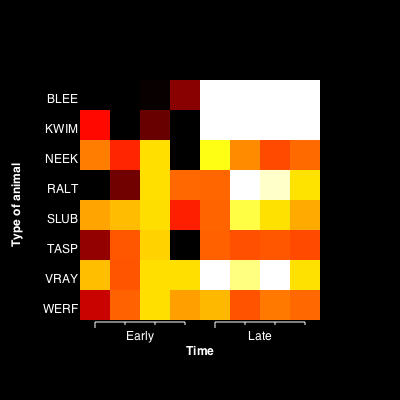 BLEE
KWIM
NEEK
RALT
SLUB
TASP
VRAY
WERF
Type of animal
Early Late
Time